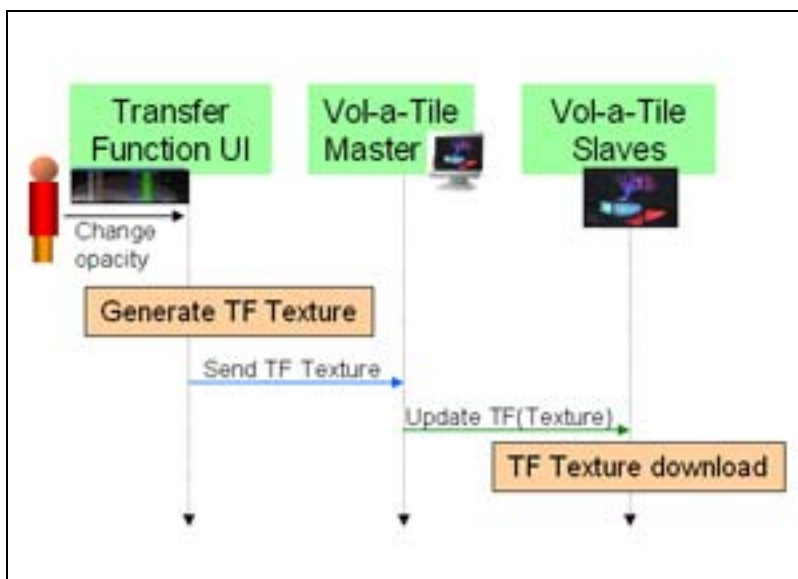 Transfer
Function UI
Vol-a-Tile
Master
Vol-a-Tile
Slaves
Change
opacity
Generate TF Texture
Send TF Texture
Update TF(Texture)
TF Texture download